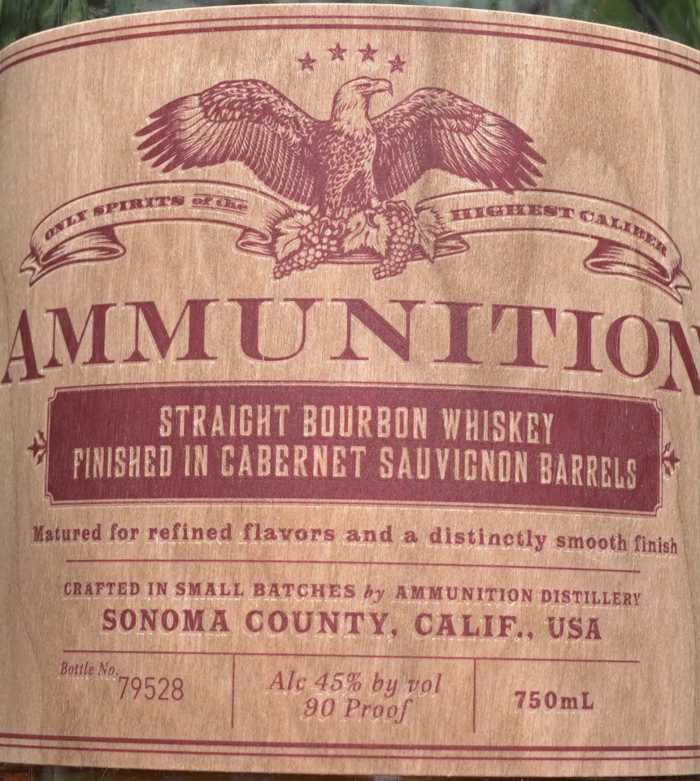 ONLY SPIRITS of the HIGHEST CALIBER
AMMUNITION
STRAIGHT BOURBON WHISKEY
FINISHED IN CABERNET SAUVIGNON BARRELS
Matured for refined flavors and a distinctly smooth finish
CRAFTED IN SMALL BATCHES by AMMUNITION DISTILLERY
SONOMA COUNTY, CALIF., USA
Bottle No. 79528
Alc 45% by vol
90 Proof
750mL